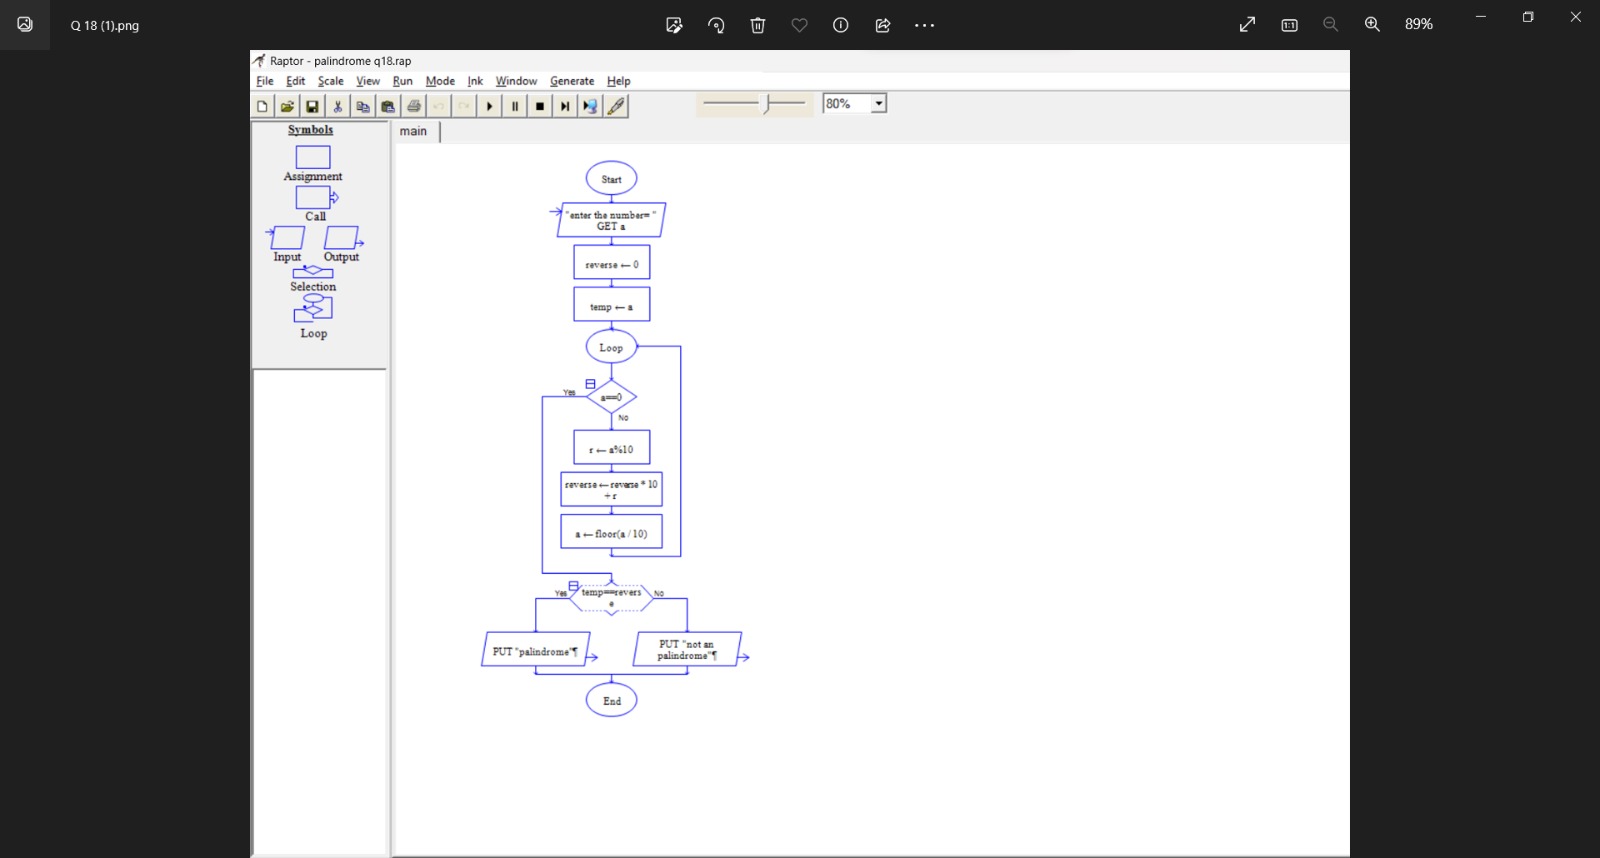 Q 18 (1).png
89%
Raptor - palindrome q18.rap
File Edit Scale View Run Mode Ink Window Generate Help
80%
Symbols
main
Assignment
Call
Input Output
Selection
Loop
Start
"enter the number= "
GET a
reverse ← 0
temp ← a
Loop
Yes
a==0
No
r ← a%10
reverse ← reverse * 10
+ r
a ← floor(a / 10)
Yes
temp==revers
e
No
PUT "palindrome"¶
PUT "not an
palindrome"¶
End